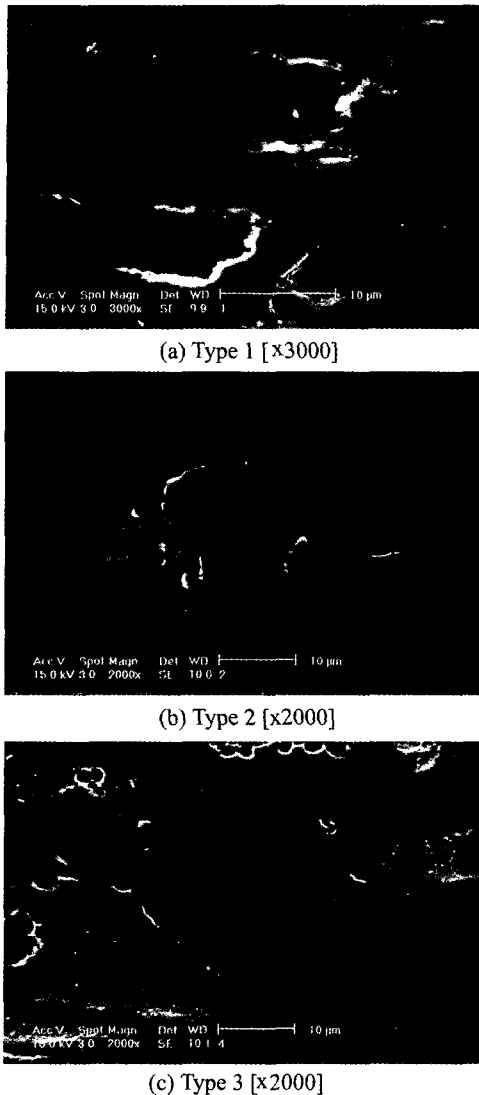 Acc.V Spot Magn Det WD 10 µm
15.0 kV 3.0 3000x SE 9.9 1
(a) Type 1 [x3000]
Acc.V Spot Magn Det WD 10 µm
15.0 kV 3.0 2000x SE 10.0 2
(b) Type 2 [x2000]
Acc.V Spot Magn Det WD 10 µm
15.0 kV 3.0 2000x SE 10.1 4
(c) Type 3 [x2000]